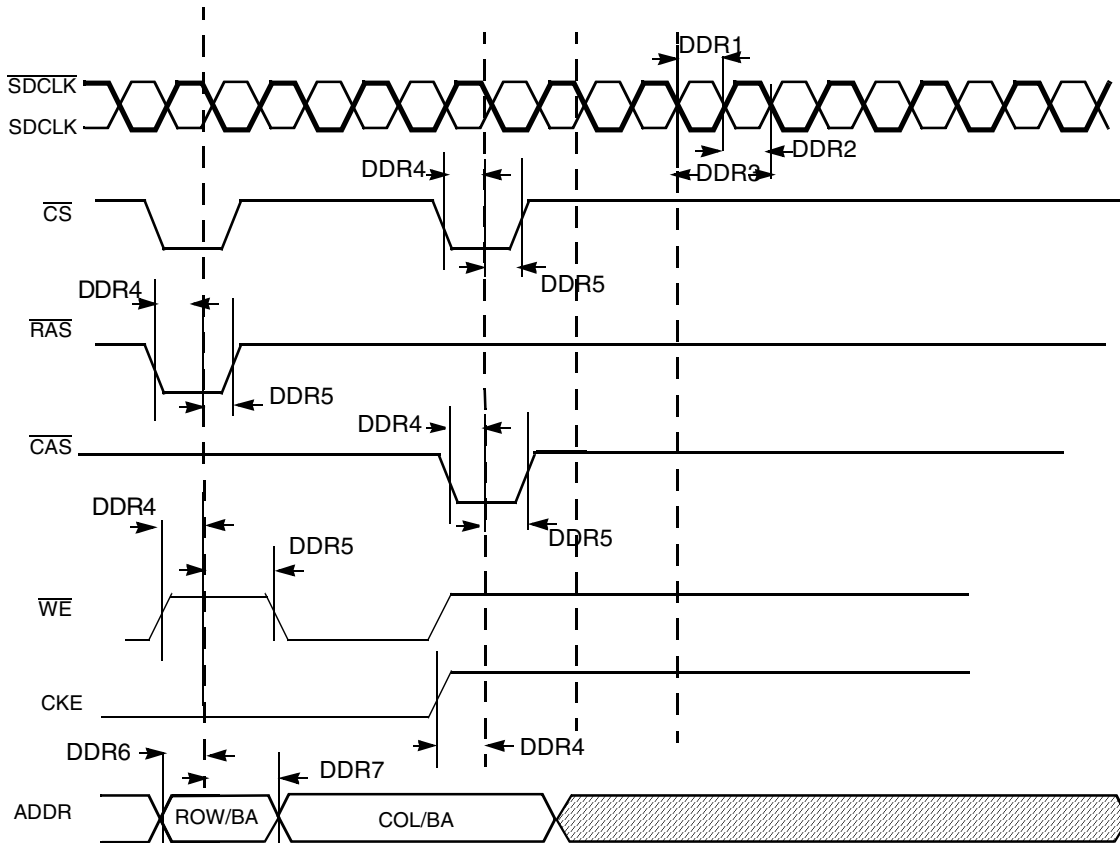 DDR1
SDCLK
SDCLK
DDR2
DDR4
DDR3
CS
DDR5
DDR4
RAS
DDR5
DDR4
CAS
DDR4
DDR5
DDR5
WE
CKE
DDR6
DDR4
DDR7
ADDR
ROW/BA
COL/BA